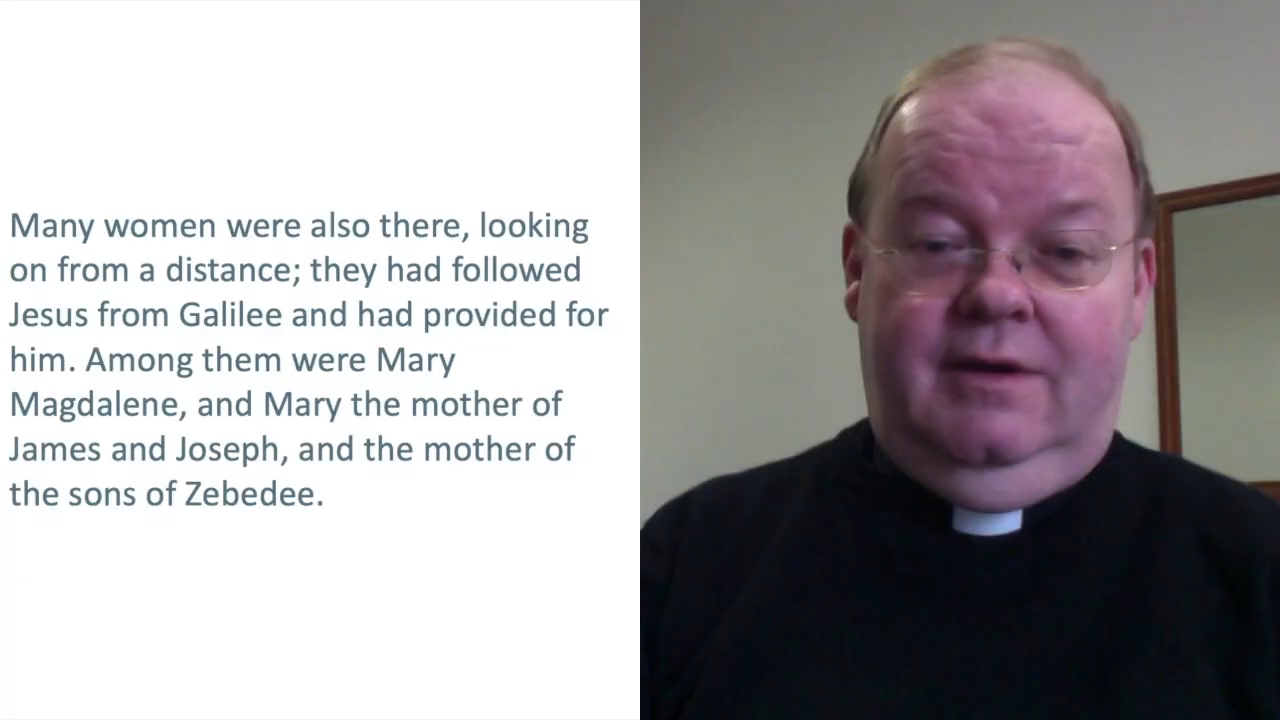 Many women were also there, looking
on from a distance; they had followed
Jesus from Galilee and had provided for
him. Among them were Mary
Magdalene, and Mary the mother of
James and Joseph, and the mother of
the sons of Zebedee.